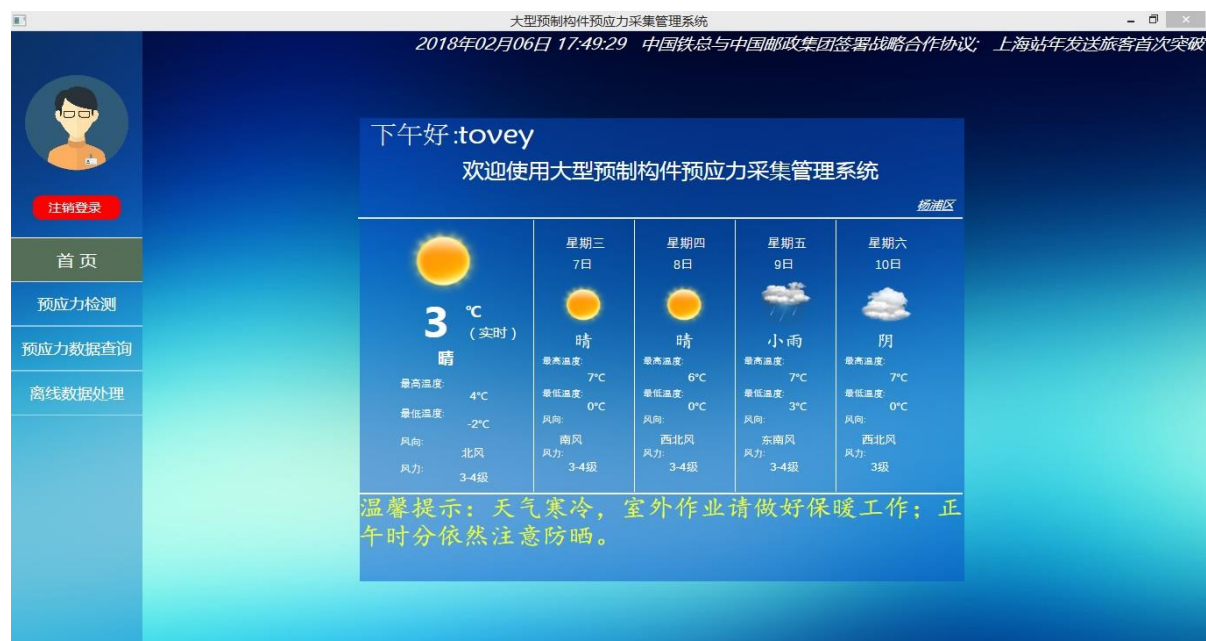 大型预制构件预应力采集管理系统
2018年02月06日 17:49:29 中国铁总与中国邮政集团签署战略合作协议; 上海站年发送旅客首次突破
注销登录
首 页
预应力检测
预应力数据查询
离线数据处理
下午好:tovey
欢迎使用大型预制构件预应力采集管理系统
杨浦区
3 ℃
(实时)
晴
最高温度:
4℃
最低温度:
-2℃
风向:
北风
风力:
3-4级
星期三
7日
晴
最高温度:
7℃
最低温度:
0℃
风向:
南风
风力:
3-4级
星期四
8日
晴
最高温度:
6℃
最低温度:
0℃
风向:
西北风
风力:
3-4级
星期五
9日
小雨
最高温度:
7℃
最低温度:
3℃
风向:
东南风
风力:
3-4级
星期六
10日
阴
最高温度:
7℃
最低温度:
0℃
风向:
西北风
风力:
3级
温馨提示:天气寒冷,室外作业请做好保暖工作;正
午时分依然注意防晒。